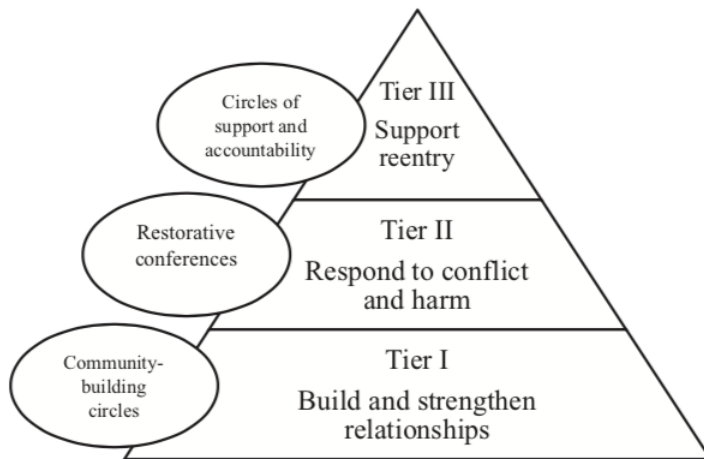 Circles of
support and
accountability
Tier III
Support
reentry
Restorative
conferences
Tier II
Respond to conflict
and harm
Community-
building
circles
Tier I
Build and strengthen
relationships